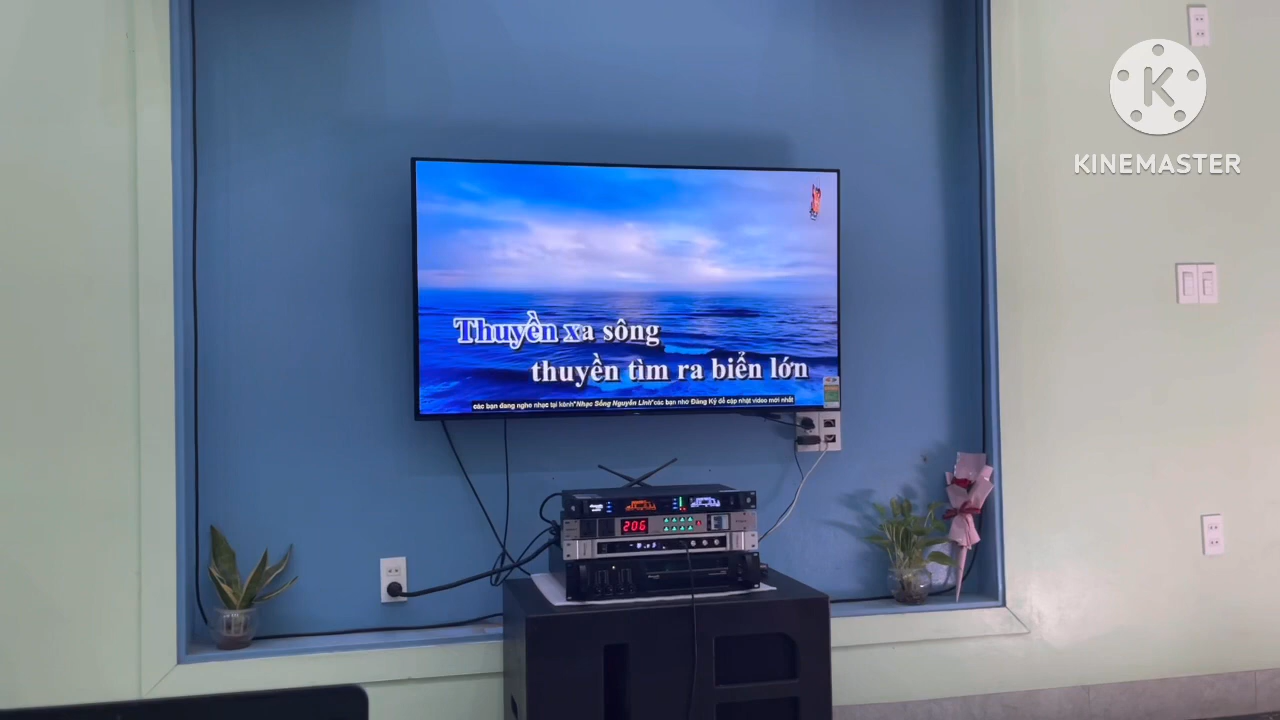 KINEMASTER
Thuyền xa sông
thuyền tìm ra biển lớn
các bạn đang nghe nhạc tại kênh"Nhạc Sống Nguyễn Linh"các bạn nhớ Đăng Ký để cập nhật video mới nhất
206